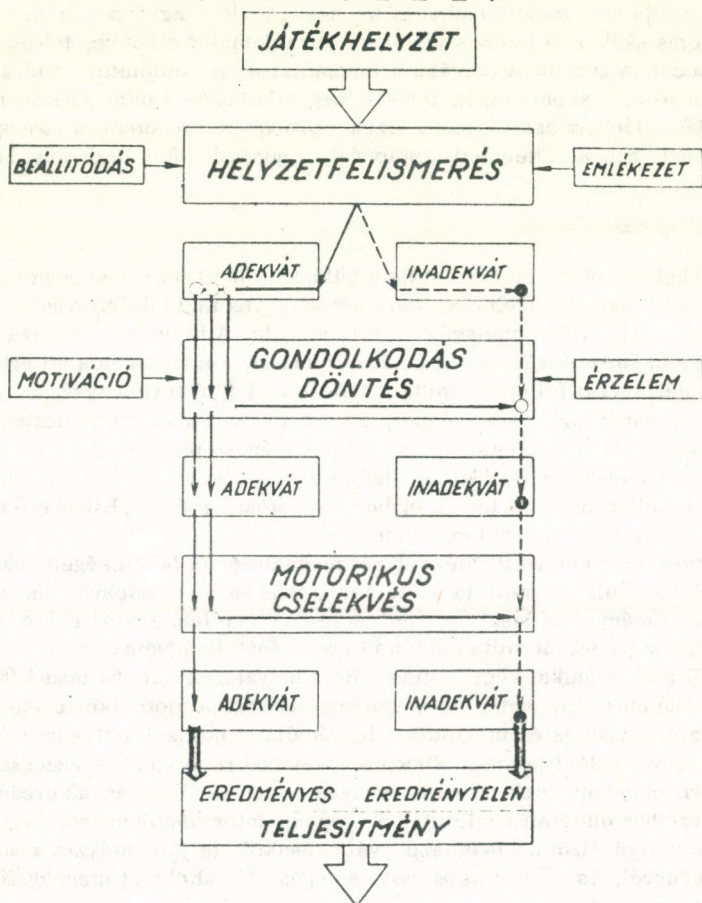 JÁTÉKHELYZET
BEÁLLITÓDÁS
HELYZETFELISMERÉS
EMLÉKEZET
ADEKVÁT
INADEKVÁT
MOTIVÁCIÓ
GONDOLKODÁS
DÖNTÉS
ÉRZELEM
ADEKVÁT
INADEKVÁT
MOTORIKUS
CSELEKVÉS
ADEKVÁT
INADEKVÁT
EREDMÉNYES EREDMÉNYTELEN
TELJESITMÉNY